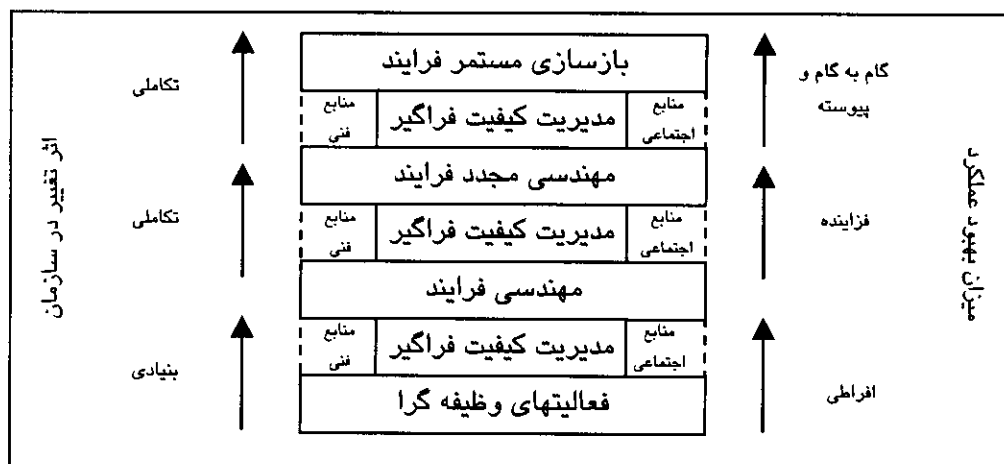 بازسازی مستمر فرایند
گام به گام و
پیوسته
تکاملی
منابع
اجتماعی
مدیریت کیفیت فراگیر
منابع
فنی
مهندسی مجدد فرایند
میزان بهبود عملکرد
اثر تغییر در سازمان
فزاینده
منابع
اجتماعی
مدیریت کیفیت فراگیر
منابع
فنی
تکاملی
مهندسی فرایند
منابع
اجتماعی
مدیریت کیفیت فراگیر
منابع
فنی
افراطی
بنیادی
فعالیتهای وظیفه گرا